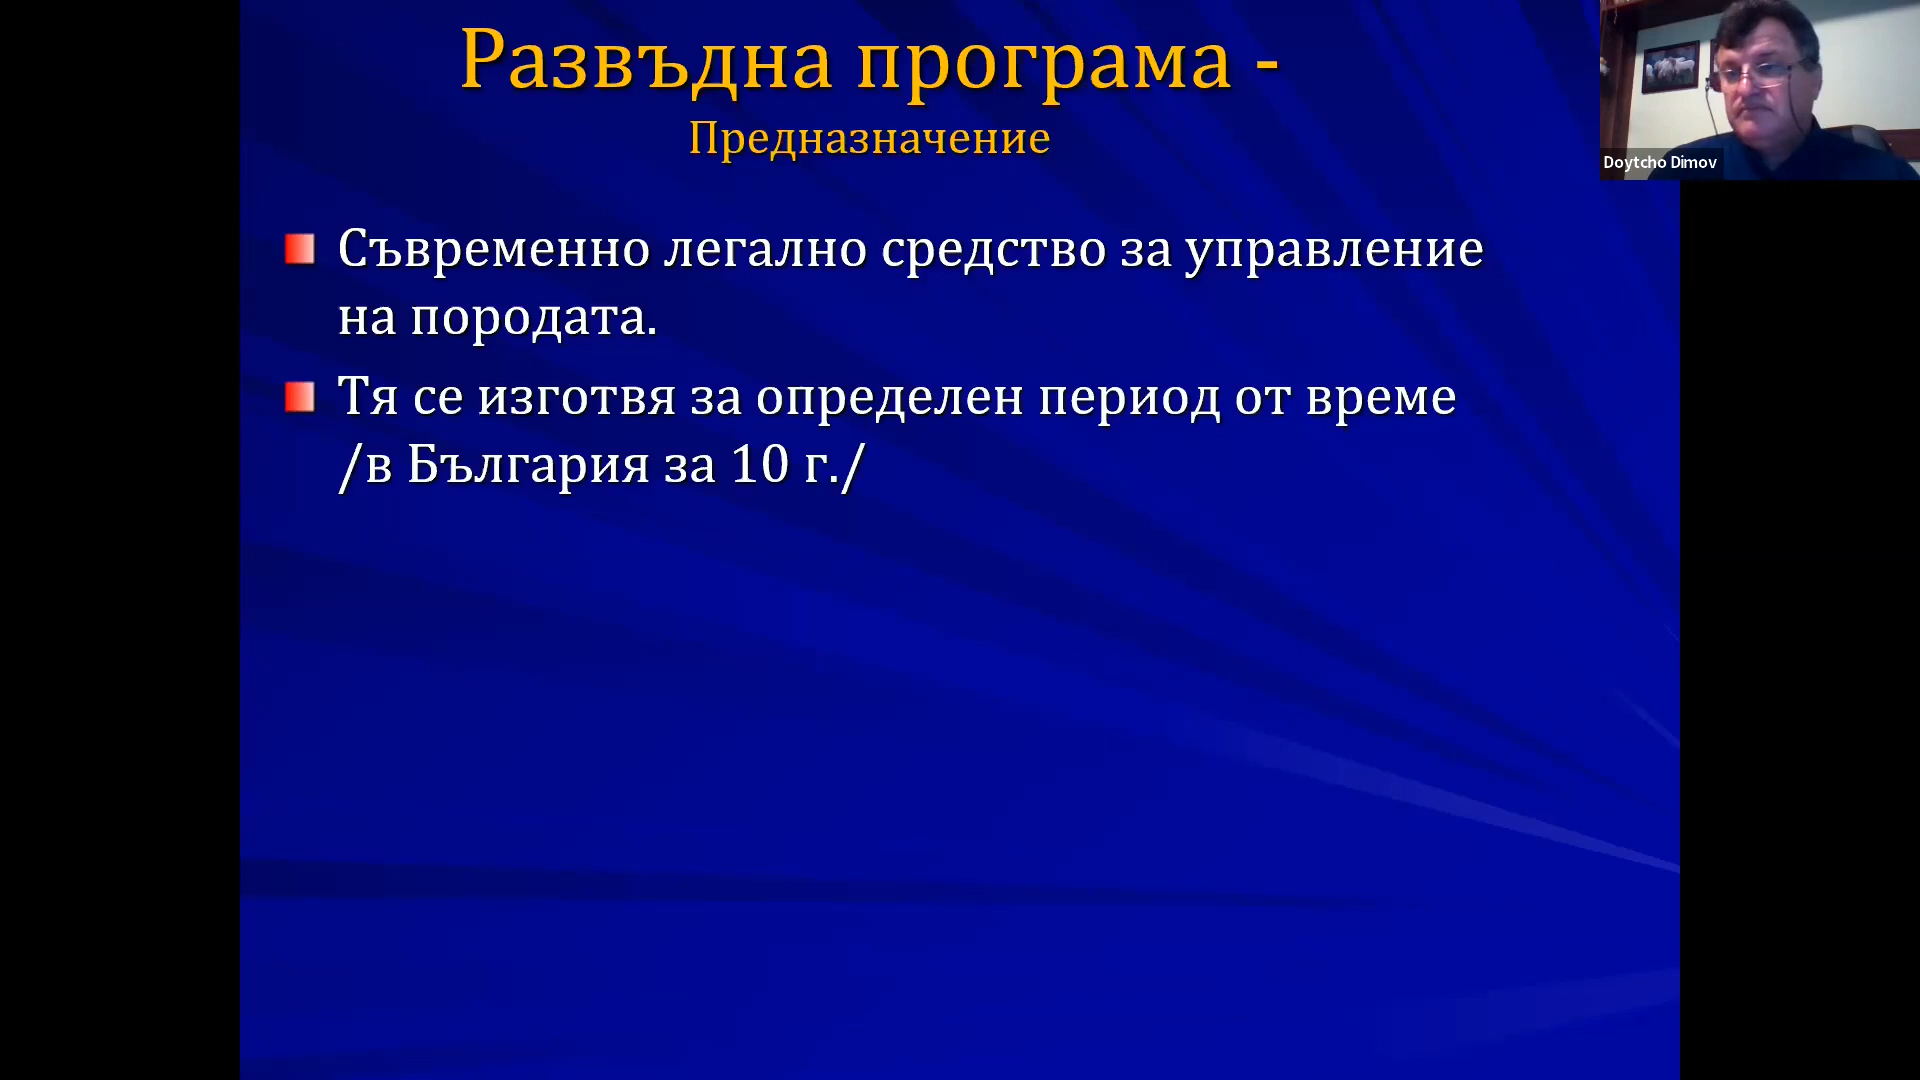 Развъдна програма -
Предназначение
Съвременно легално средство за управление
на породата.
Тя се изготвя за определен период от време
/в България за 10 г./
Doytcho Dimov